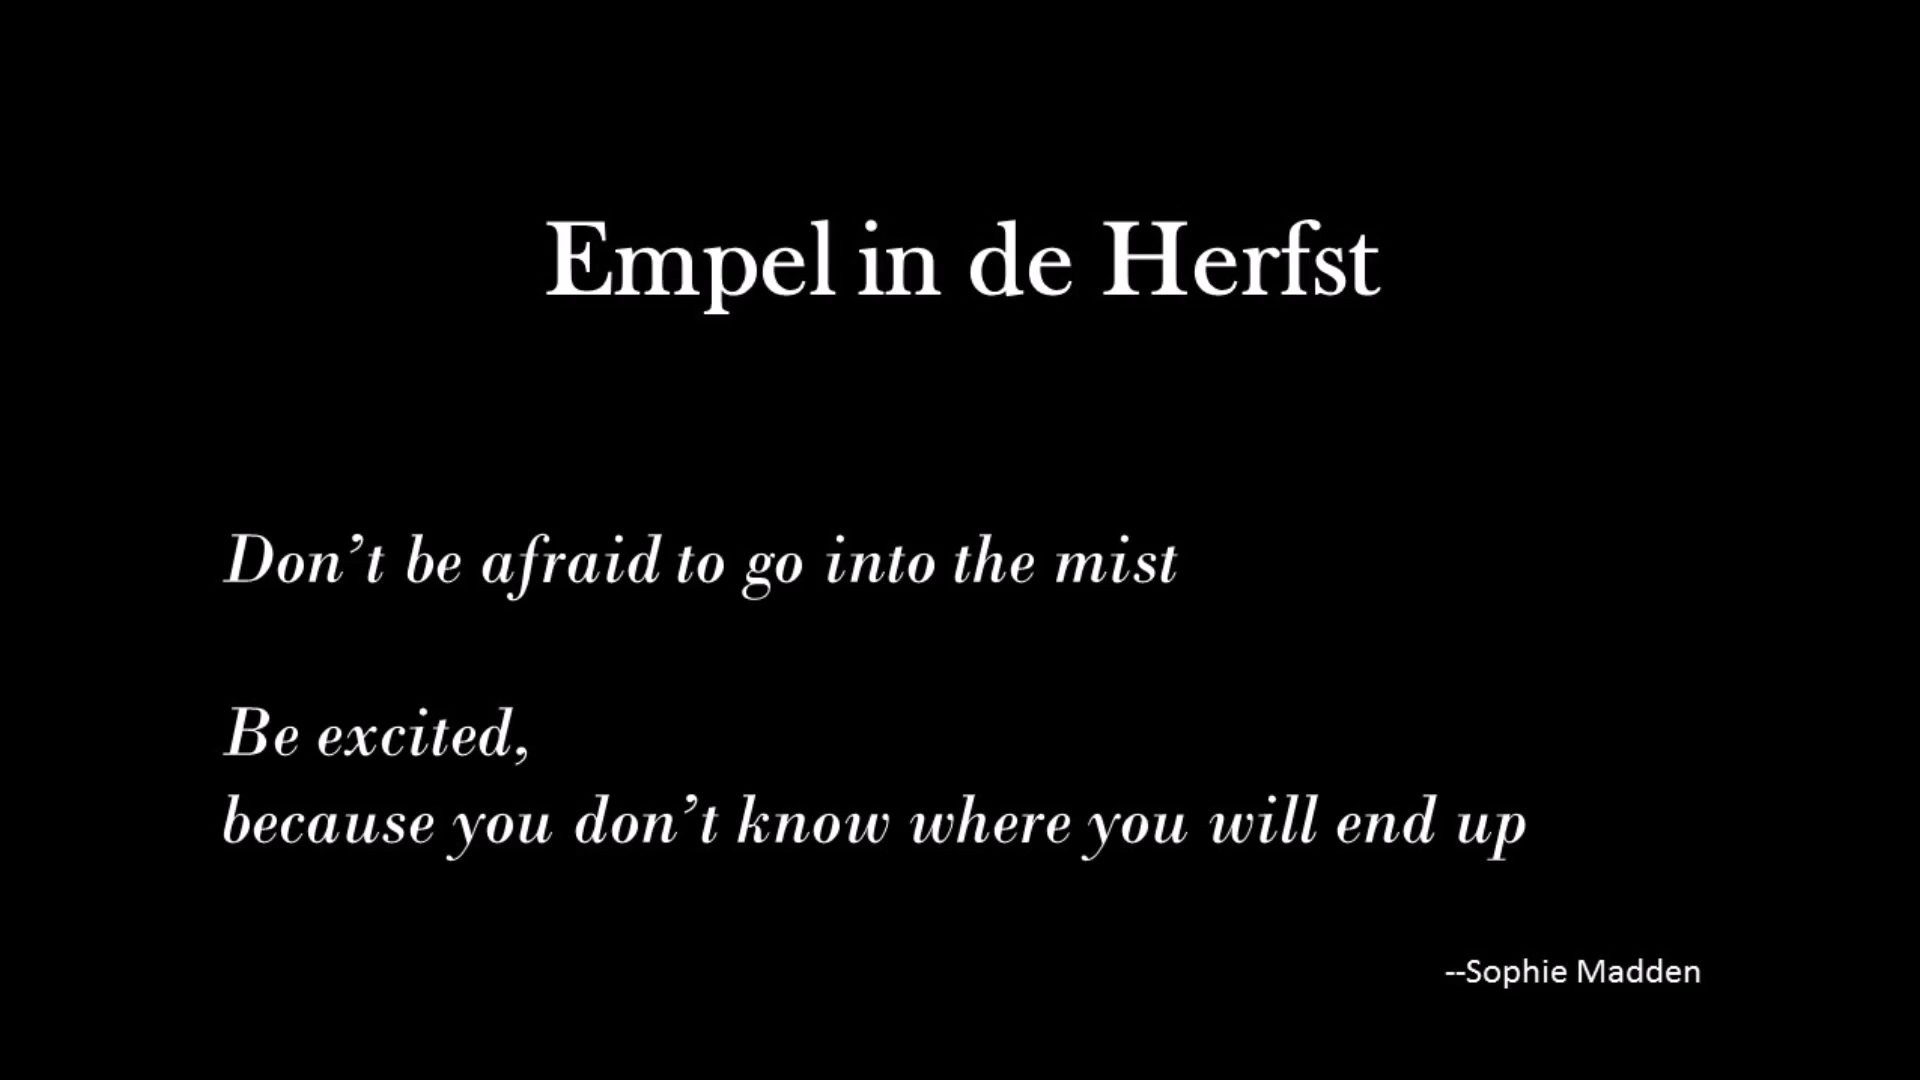 Empel in de Herfst
Don’t be afraid to go into the mist
Be excited,
because you don’t know where you will end up
--Sophie Madden